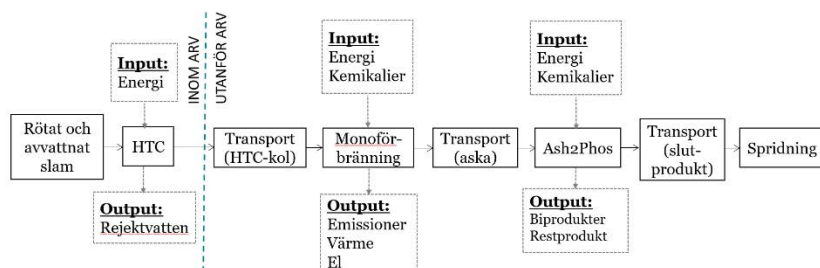 Input:
Energi
INOM ARV
UTANFÖR ARV
Input:
Energi
Kemikalier
Input:
Energi
Kemikalier
Rötat och
avvattnat
slam
HTC
Transport
(HTC-kol)
Monoför-
bränning
Transport
(aska)
Ash2Phos
Transport
(slut-
produkt)
Spridning
Output:
Rejektvatten
Output:
Emissioner
Värme
El
Output:
Biprodukter
Restprodukt